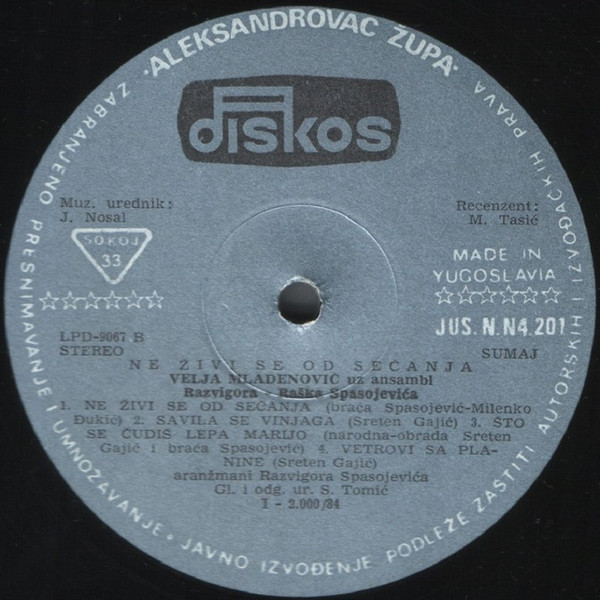 ·ALEKSANDROVAC ŽUPA·
ZABRANJENO PRESNIMAVANJE I UMNOŽAVANJE • JAVNO IZVOĐENJE PODLEŽE ZAŠTITI AUTORSKIH I IZVOĐAČKIH PRAVA
diskos
Muz. urednik:
J. Nosal
Recenzent:
M. Tasić
SOKOJ
33
MADE IN
YUGOSLAVIA
☆☆☆☆☆☆
☆☆☆☆☆☆
JUS.N.N4.201
LPD-9067 B
STEREO
SUMAJ
NE ŽIVI SE OD SEĆANJA
VELJA MLADENOVIĆ uz ansambl
Razvigora - Raška Spasojevića
1. NE ŽIVI SE OD SEĆANJA (braća Spasojević-Milenko
Đukić) 2. SAVILA SE VINJAGA (Sreten Gajić) 3. ŠTO
SE ČUDIŠ LEPA MARIJO (narodna-obrada Sreten
Gajić i braća Spasojević) 4. VETROVI SA PLA-
NINE (Sreten Gajić)
aranžmani Razvigora Spasojevića
Gl. i odg. ur. S. Tomić
I - 2.000/84